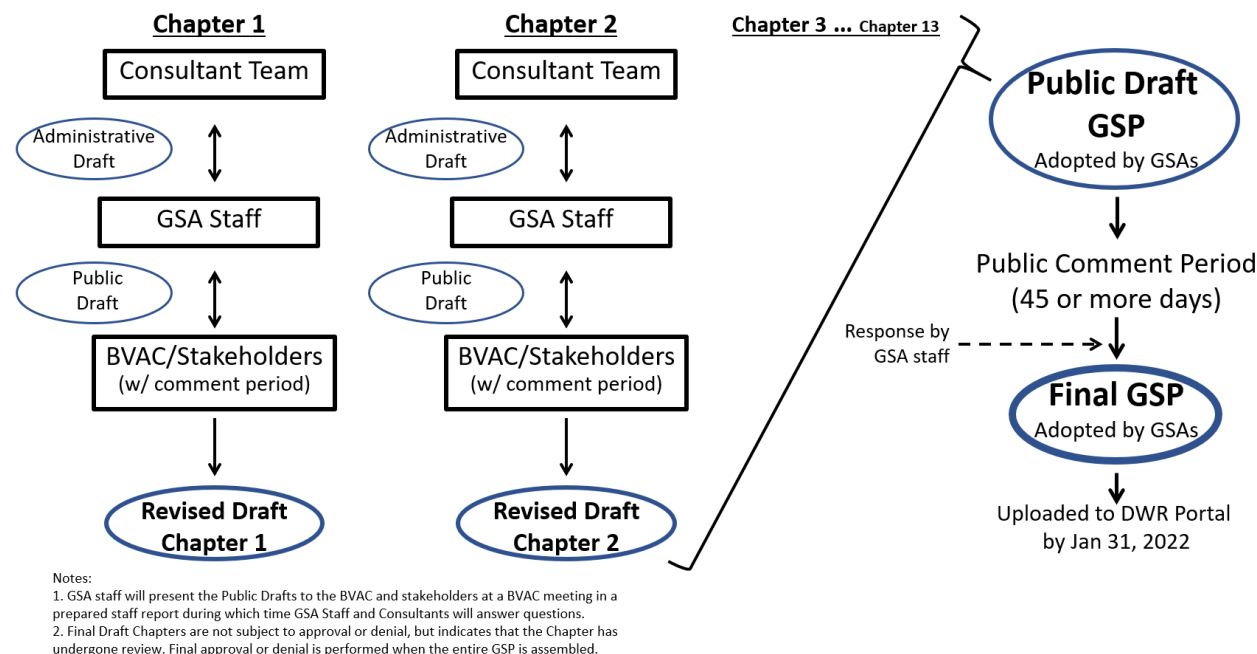 Chapter 1
Consultant Team
Administrative
Draft
GSA Staff
Public
Draft
BVAC/Stakeholders
(w/ comment period)
Revised Draft
Chapter 1
Chapter 2
Consultant Team
Administrative
Draft
GSA Staff
Public
Draft
BVAC/Stakeholders
(w/ comment period)
Revised Draft
Chapter 2
Chapter 3 ... Chapter 13
Public Draft
GSP
Adopted by GSAs
Public Comment Period
(45 or more days)
Response by
GSA staff
Final GSP
Adopted by GSAs
Uploaded to DWR Portal
by Jan 31, 2022
Notes:
1. GSA staff will present the Public Drafts to the BVAC and stakeholders at a BVAC meeting in a
prepared staff report during which time GSA Staff and Consultants will answer questions.
2. Final Draft Chapters are not subject to approval or denial, but indicates that the Chapter has
undergone review. Final approval or denial is performed when the entire GSP is assembled.